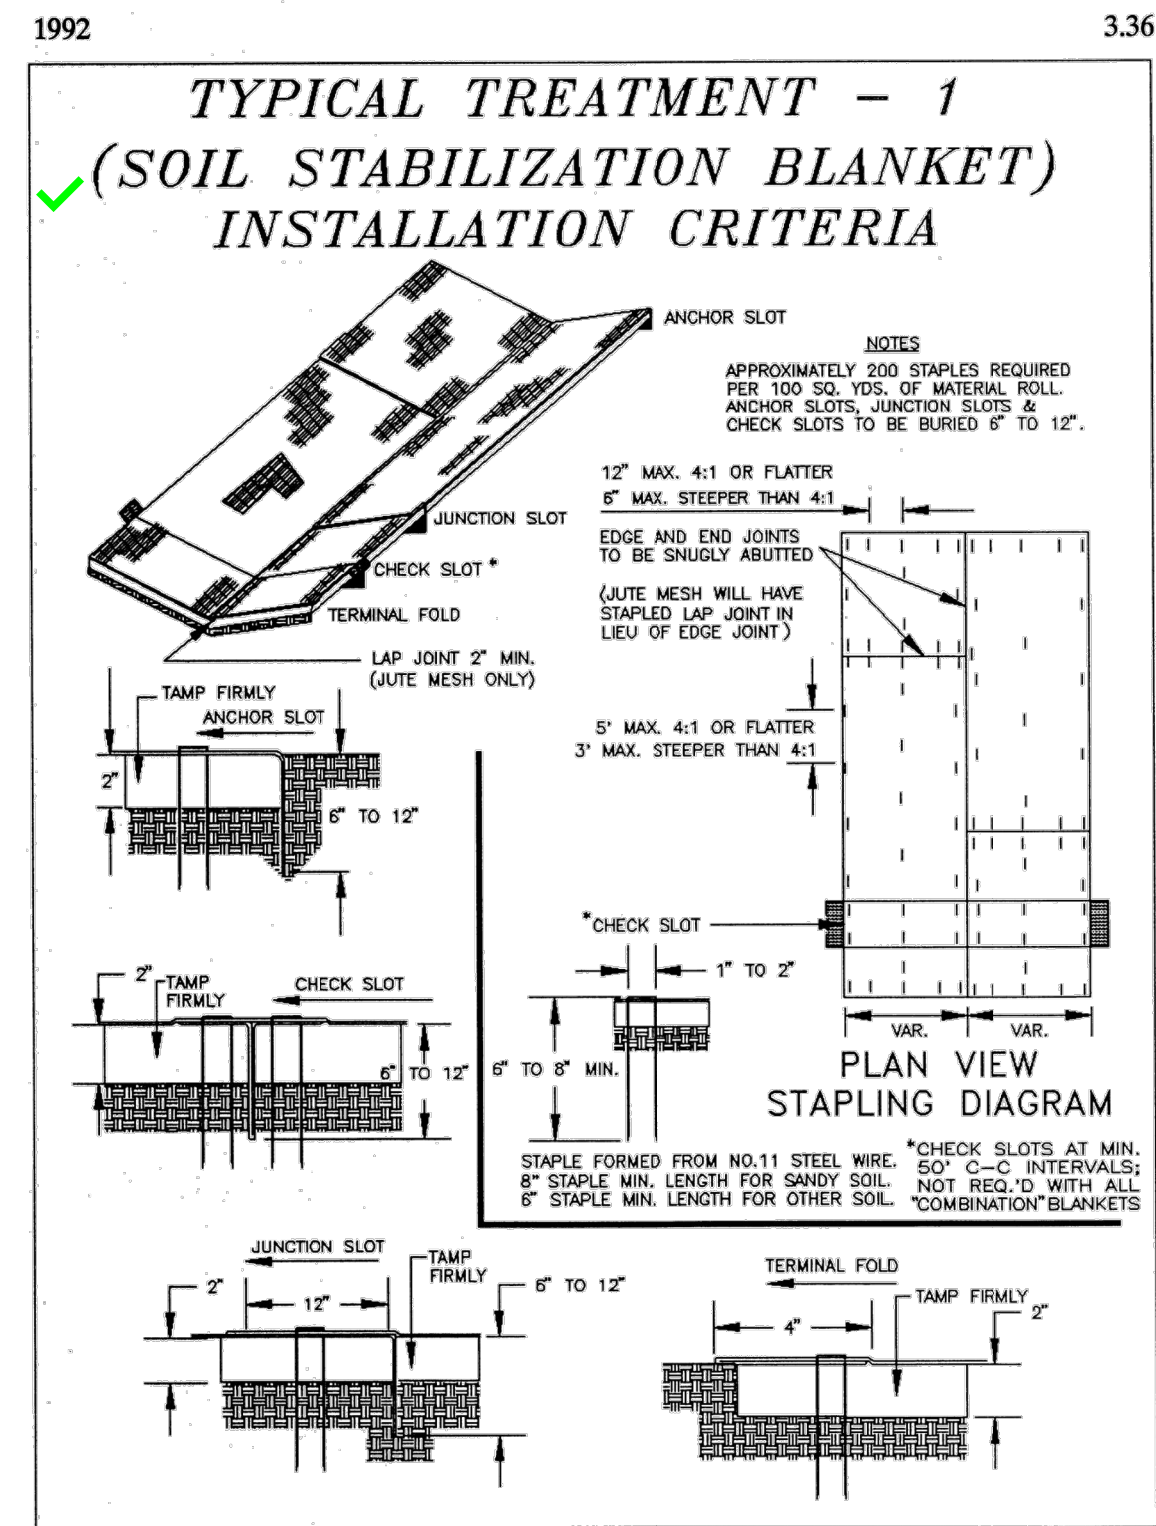 1992
3.36
TYPICAL TREATMENT - 1
(SOIL STABILIZATION BLANKET)
INSTALLATION CRITERIA
ANCHOR SLOT
NOTES
APPROXIMATELY 200 STAPLES REQUIRED
PER 100 SQ. YDS. OF MATERIAL ROLL.
ANCHOR SLOTS, JUNCTION SLOTS &
CHECK SLOTS TO BE BURIED 6" TO 12".
12" MAX. 4:1 OR FLATTER
6" MAX. STEEPER THAN 4:1
JUNCTION SLOT
EDGE AND END JOINTS
TO BE SNUGLY ABUTTED
CHECK SLOT *
(JUTE MESH WILL HAVE
STAPLED LAP JOINT IN
LIEU OF EDGE JOINT)
TERMINAL FOLD
LAP JOINT 2" MIN.
(JUTE MESH ONLY)
TAMP FIRMLY
ANCHOR SLOT
2"
6" TO 12"
5' MAX. 4:1 OR FLATTER
3' MAX. STEEPER THAN 4:1
*CHECK SLOT
1" TO 2"
2"
TAMP
FIRMLY
CHECK SLOT
6" TO 12"
6" TO 8" MIN.
VAR.
VAR.
PLAN VIEW
STAPLING DIAGRAM
STAPLE FORMED FROM NO.11 STEEL WIRE.
8" STAPLE MIN. LENGTH FOR SANDY SOIL.
6" STAPLE MIN. LENGTH FOR OTHER SOIL.
*CHECK SLOTS AT MIN.
50' C-C INTERVALS;
NOT REQ.'D WITH ALL
"COMBINATION" BLANKETS
JUNCTION SLOT
TAMP
FIRMLY
2"
12"
6" TO 12"
TERMINAL FOLD
TAMP FIRMLY
4"
2"